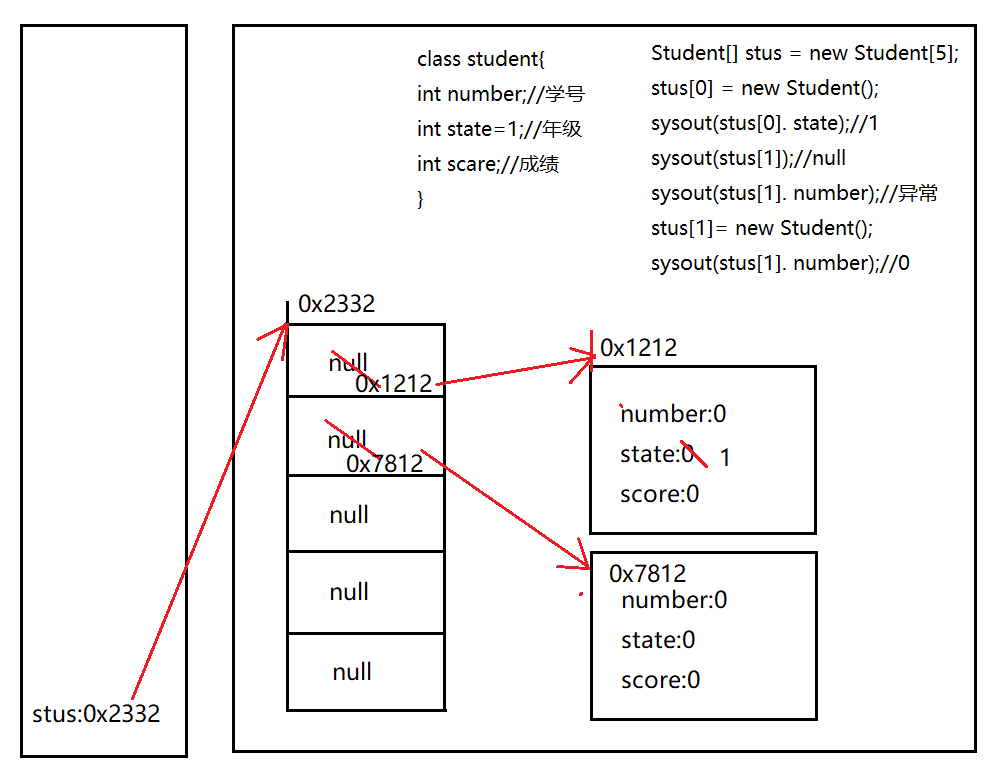 class student{
int number;//学号
int state=1;//年级
int scare;//成绩
}
Student[] stus = new Student[5];
stus[0] = new Student();
sysout(stus[0]. state);//1
sysout(stus[1]);//null
sysout(stus[1]. number);//异常
stus[1]= new Student();
sysout(stus[1]. number);//0
0x2332
null
0x1212
null
0x7812
null
null
null
0x1212
number:0
state:0 1
score:0
0x7812
number:0
state:0
score:0
stus:0x2332